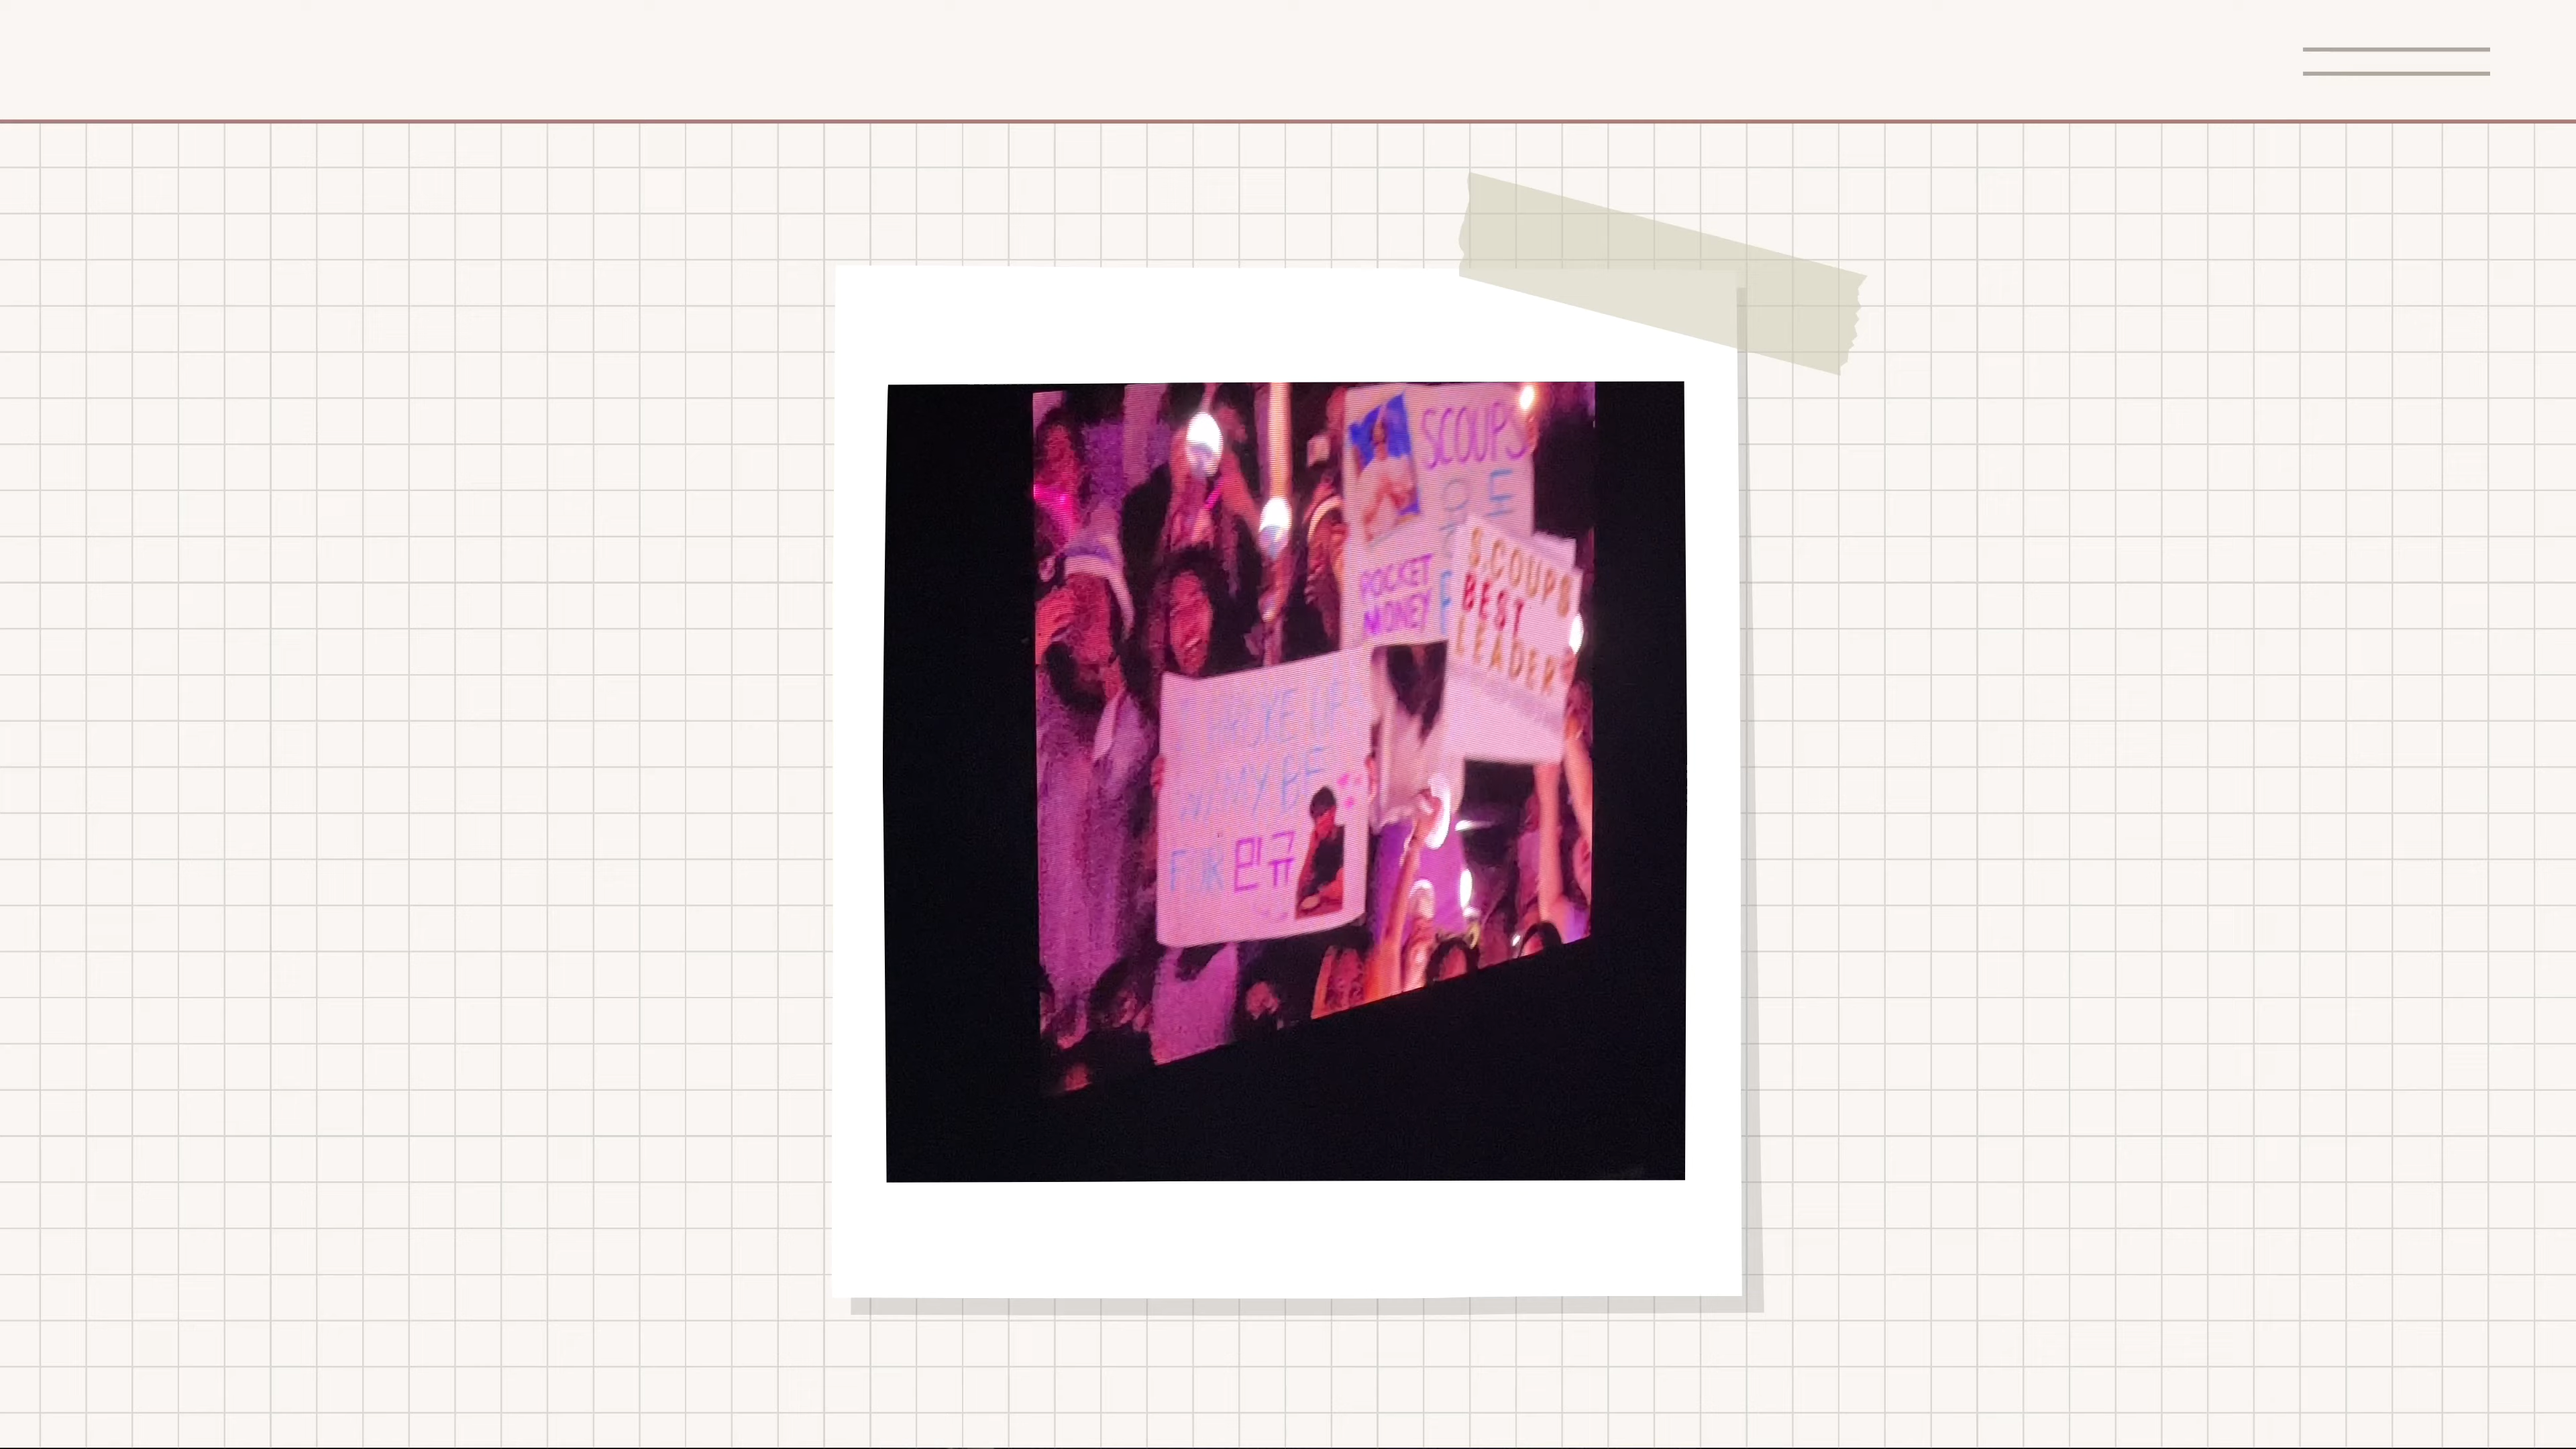 SCOUPS
POCKET
MONEY
S.COUPS
BEST
LEADER
I BROKE UP
W/ MY BF
FOR 민규